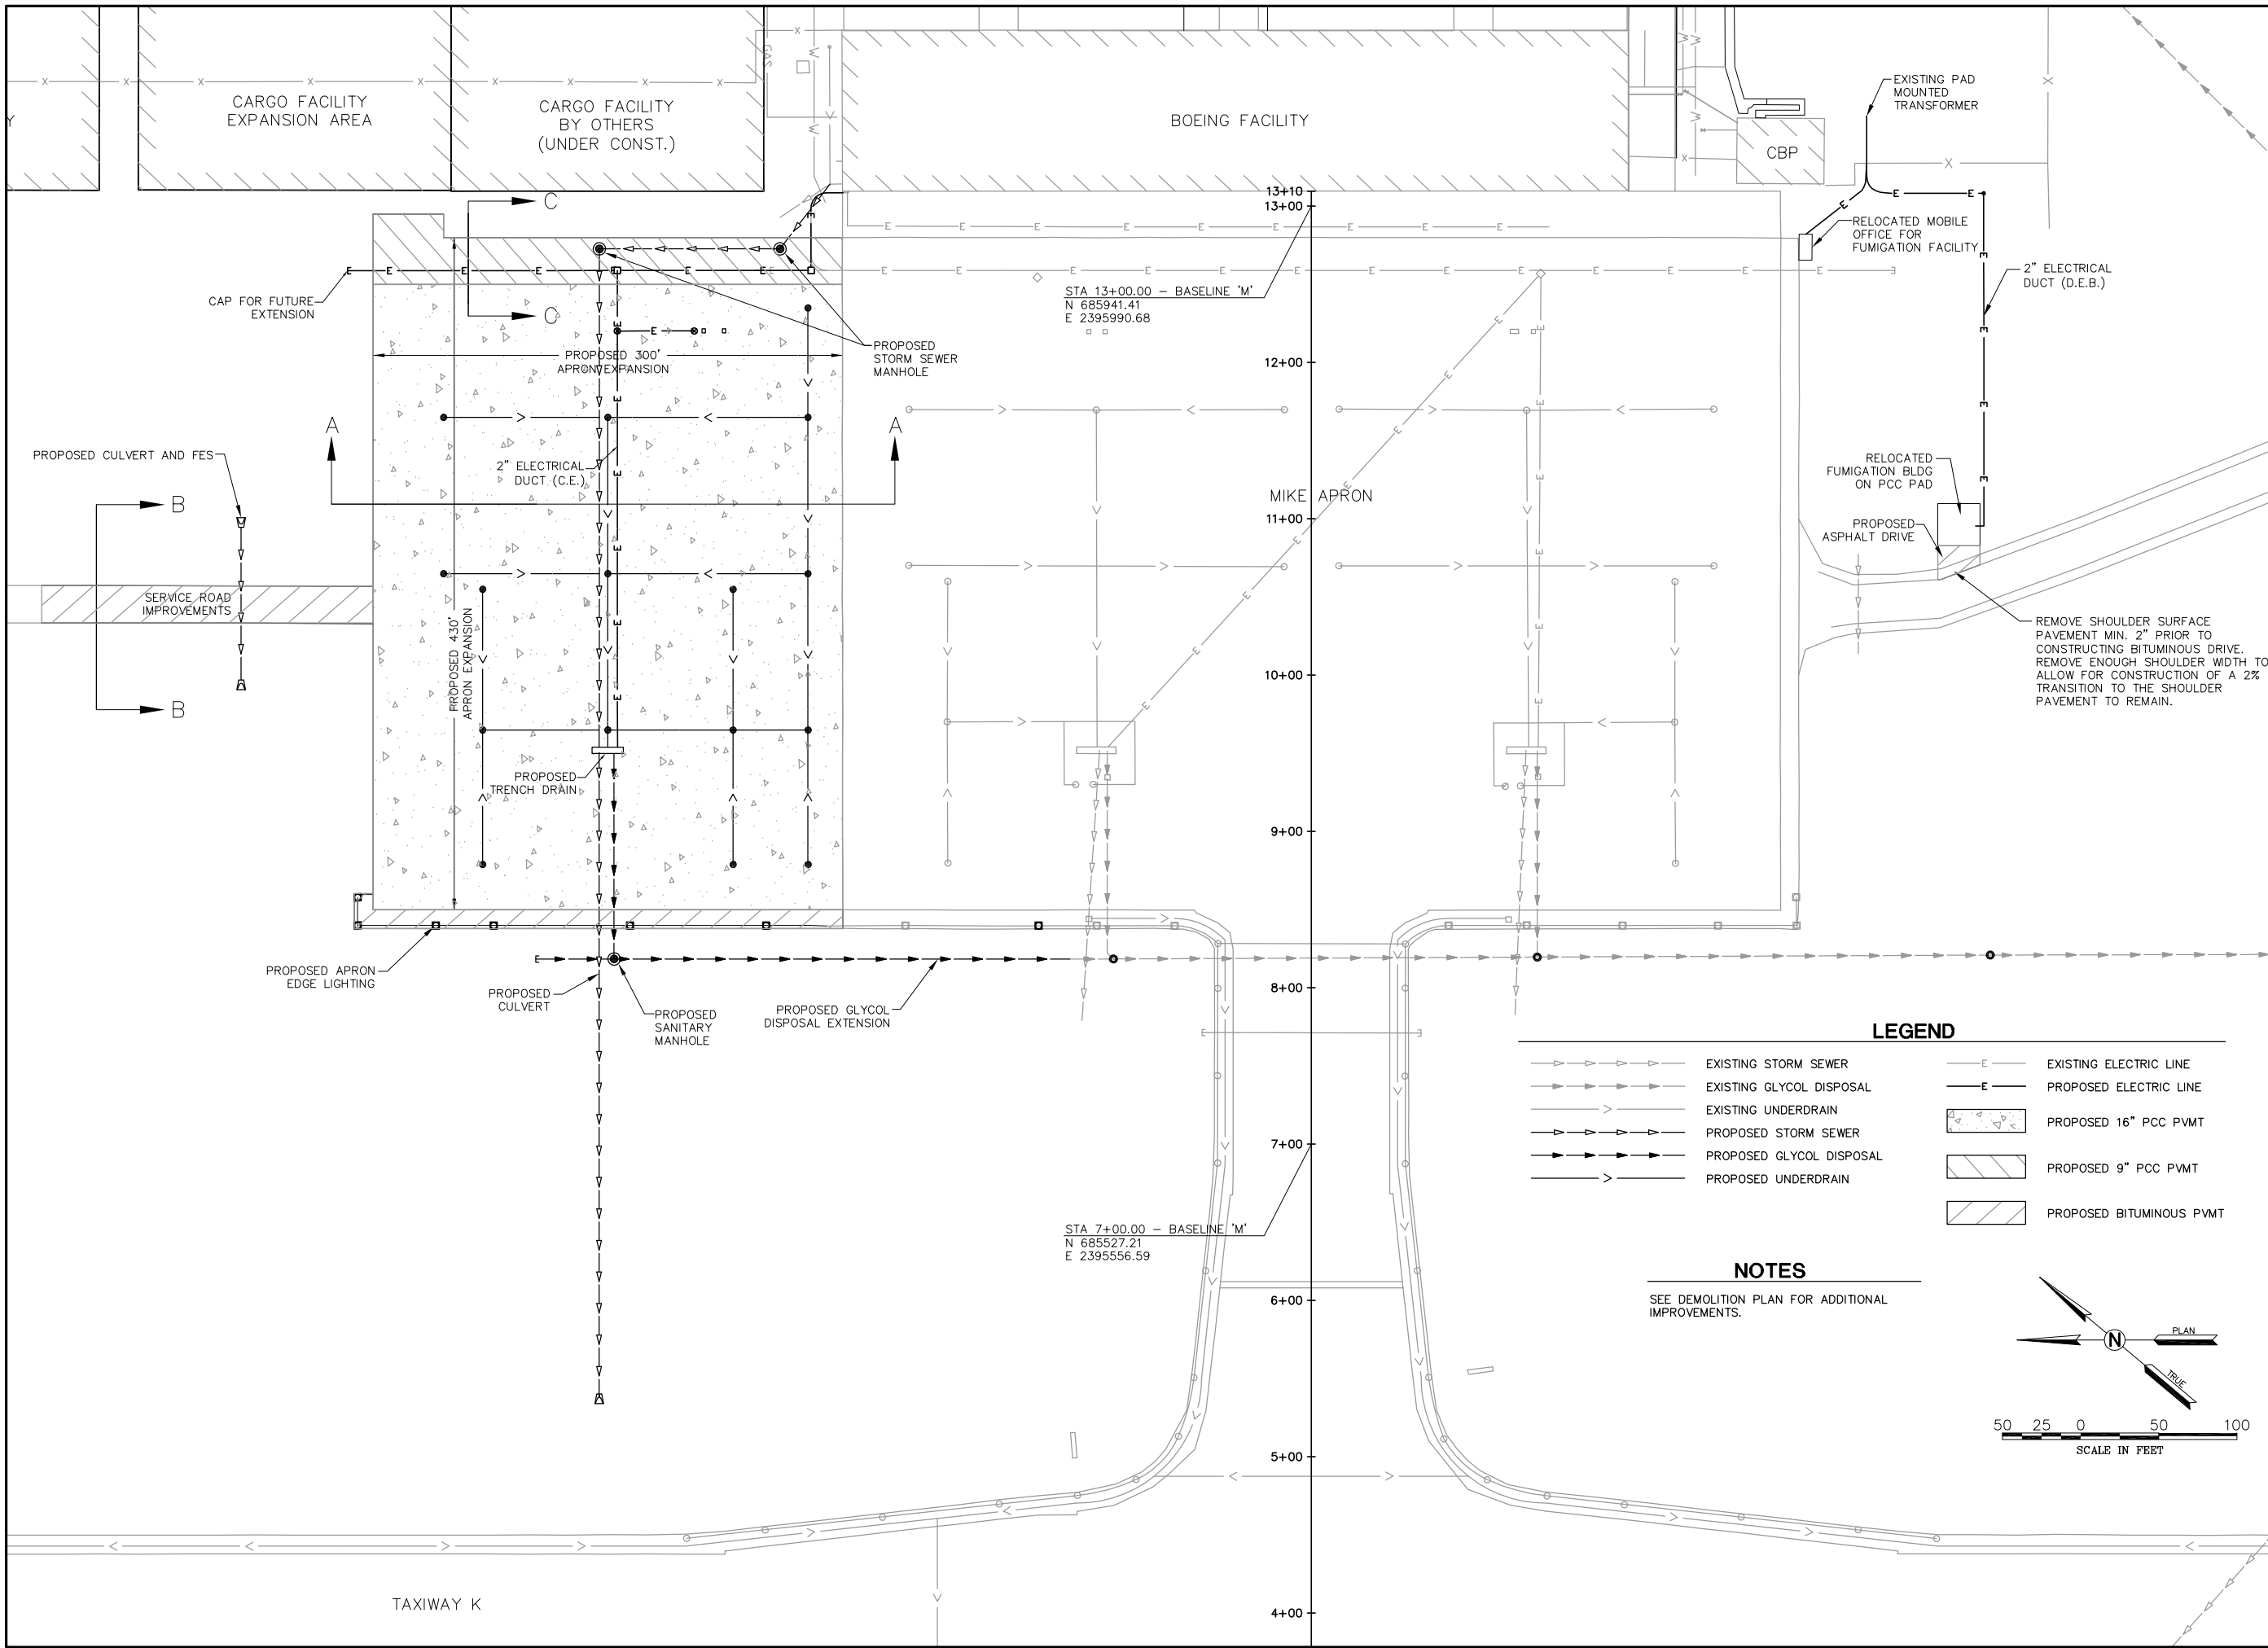 CARGO FACILITY
EXPANSION AREA
CARGO FACILITY
BY OTHERS
(UNDER CONST.)
GAS
BOEING FACILITY
CBP
EXISTING PAD
MOUNTED
TRANSFORMER
RELOCATED MOBILE
OFFICE FOR
FUMIGATION FACILITY
2" ELECTRICAL
DUCT (D.E.B.)
C
C
CAP FOR FUTURE
EXTENSION
13+10
13+00
STA 13+00.00 - BASELINE 'M'
N 685941.41
E 2395990.68
PROPOSED
STORM SEWER
MANHOLE
PROPOSED 300'
APRON EXPANSION
12+00
A
A
PROPOSED CULVERT AND FES
2" ELECTRICAL
DUCT (C.E.)
B
B
MIKE APRON
11+00
RELOCATED
FUMIGATION BLDG
ON PCC PAD
PROPOSED
ASPHALT DRIVE
SERVICE ROAD
IMPROVEMENTS
PROPOSED 430'
APRON EXPANSION
REMOVE SHOULDER SURFACE
PAVEMENT MIN. 2" PRIOR TO
CONSTRUCTING BITUMINOUS DRIVE.
REMOVE ENOUGH SHOULDER WIDTH TO
ALLOW FOR CONSTRUCTION OF A 2%
TRANSITION TO THE SHOULDER
PAVEMENT TO REMAIN.
10+00
PROPOSED
TRENCH DRAIN
9+00
PROPOSED APRON
EDGE LIGHTING
PROPOSED
CULVERT
PROPOSED
SANITARY
MANHOLE
PROPOSED GLYCOL
DISPOSAL EXTENSION
8+00
LEGEND
EXISTING STORM SEWER
EXISTING GLYCOL DISPOSAL
EXISTING UNDERDRAIN
PROPOSED STORM SEWER
PROPOSED GLYCOL DISPOSAL
PROPOSED UNDERDRAIN
E EXISTING ELECTRIC LINE
E PROPOSED ELECTRIC LINE
PROPOSED 16" PCC PVMT
PROPOSED 9" PCC PVMT
PROPOSED BITUMINOUS PVMT
7+00
STA 7+00.00 - BASELINE 'M'
N 685527.21
E 2395556.59
NOTES
SEE DEMOLITION PLAN FOR ADDITIONAL
IMPROVEMENTS.
6+00
N
PLAN
TRUE
50 25 0 50 100
SCALE IN FEET
5+00
TAXIWAY K
4+00